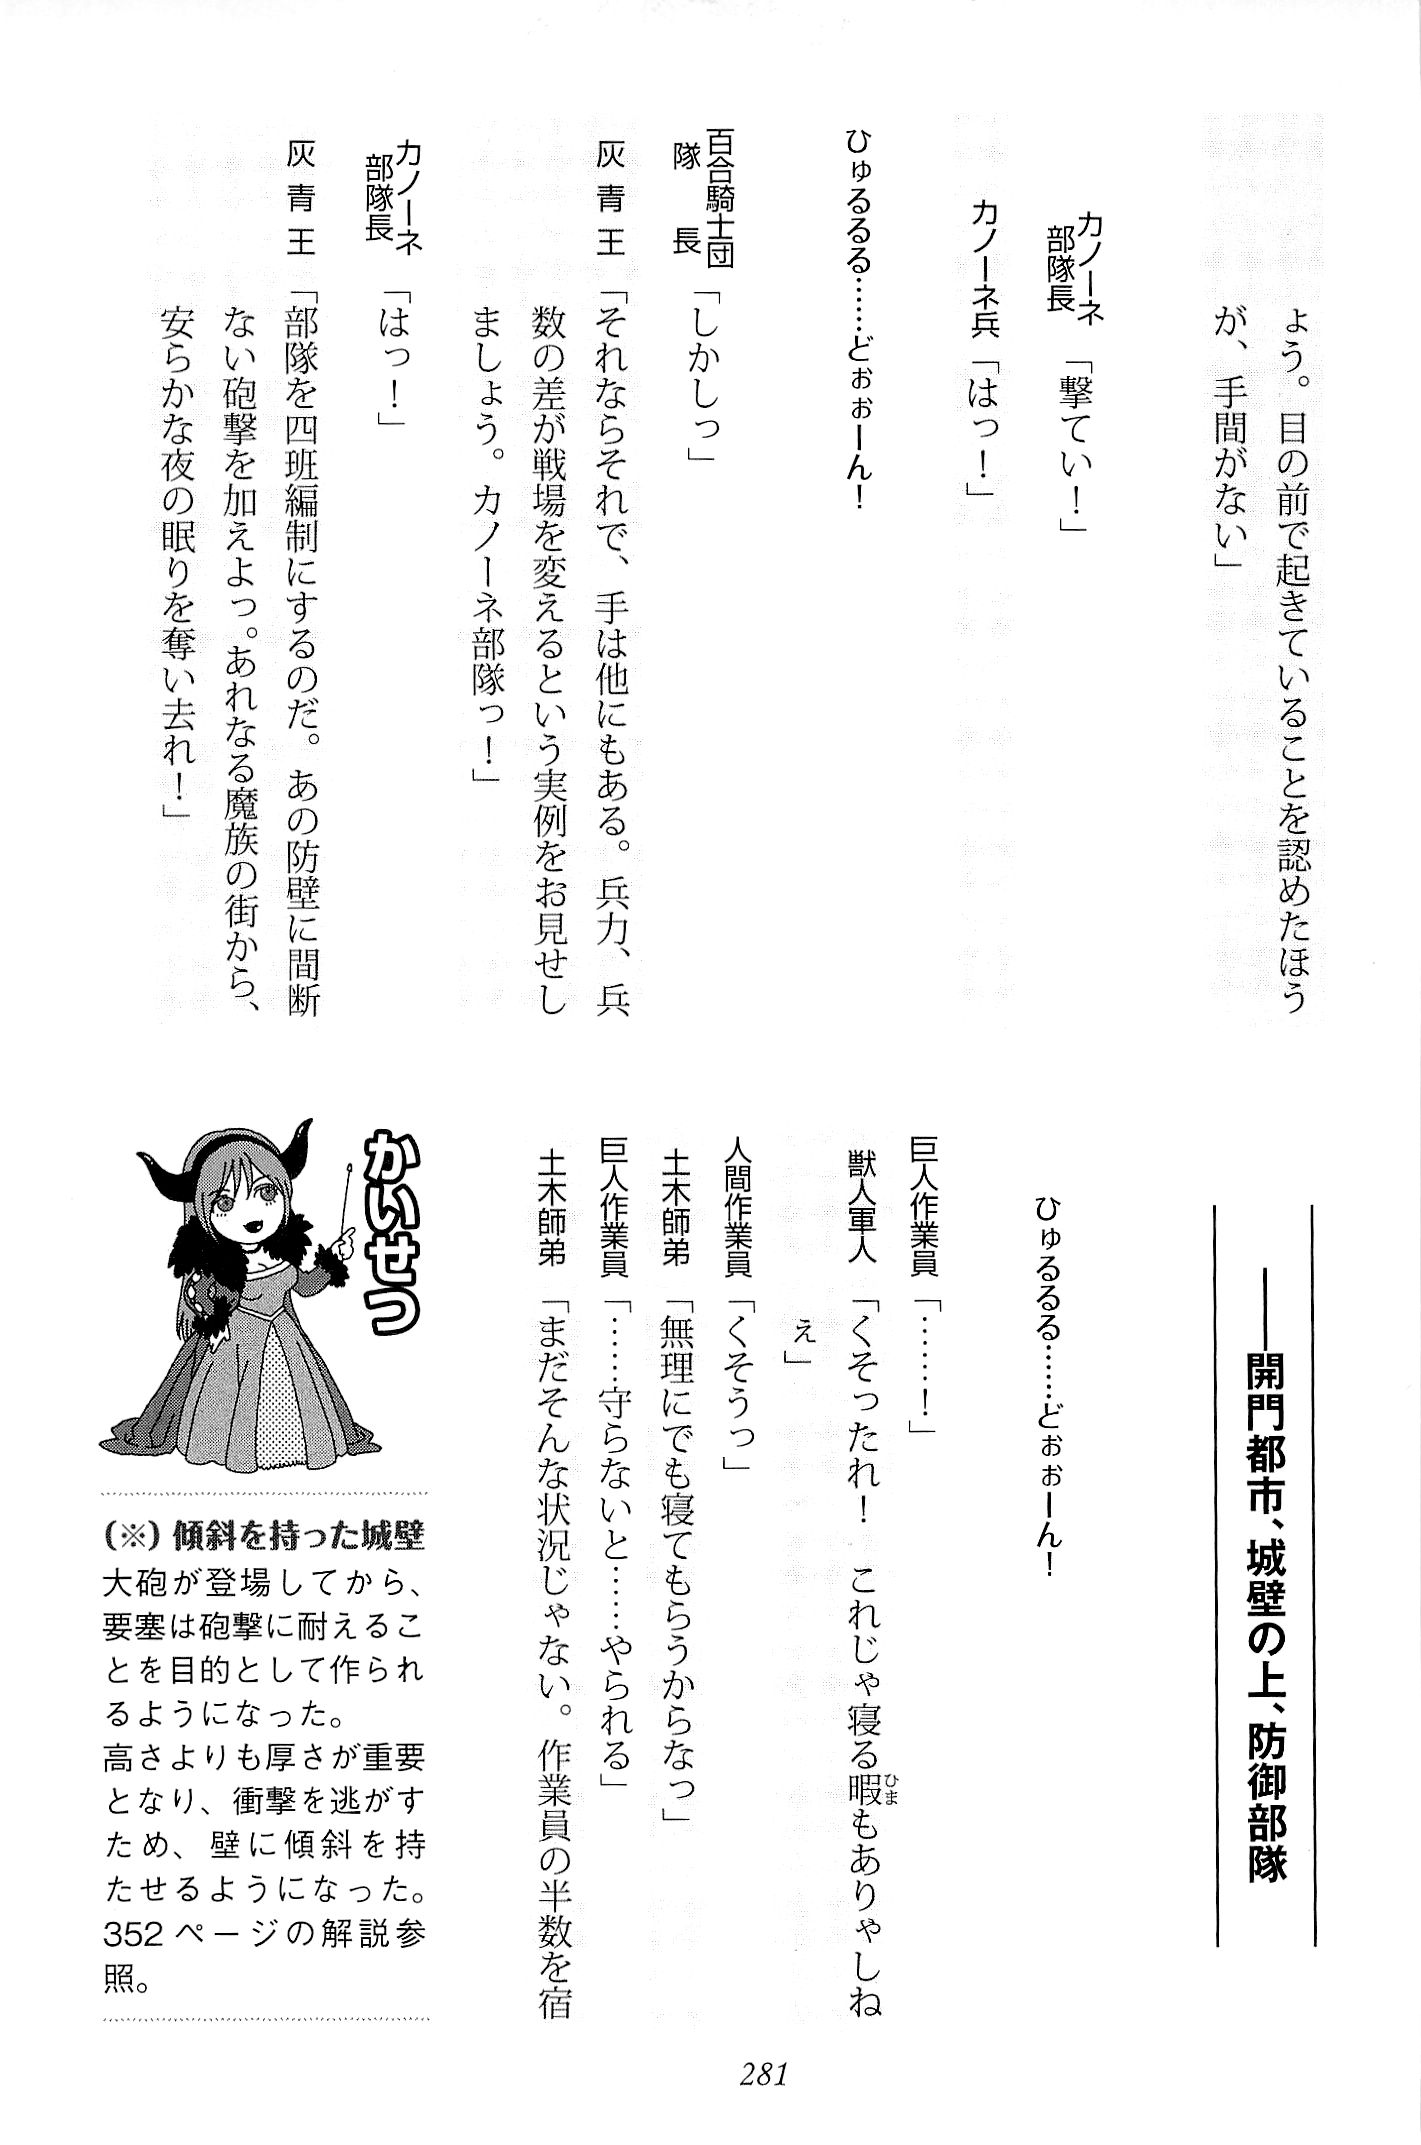 ょう。目の前で起きていることを認めたほう
が、手間がない」
カノーネ部隊長「撃てい！」
カノーネ兵「はっ！」
ひゅるるる……どぉぉーん！
百合騎士団隊長「しかしっ」
灰青王「それならそれで、手は他にもある。兵力、兵
数の差が戦場を変えるという実例をお見せし
ましょう。カノーネ部隊っ！」
カノーネ部隊長「はっ！」
灰青王「部隊を四班編制にするのだ。あの防壁に間断
ない砲撃を加えよっ。あれなる魔族の街から、
安らかな夜の眠りを奪い去れ！」
――開門都市、城壁の上、防御部隊
ひゅるるる……どぉぉーん！
巨人作業員「……！」
獣人軍人「くそったれ！　これじゃ寝る暇もありゃしね
ひま
ぇ」
人間作業員「くそうっ」
土木師弟「無理にでも寝てもらうからなっ」
巨人作業員「……守らないと……やられる」
土木師弟「まだそんな状況じゃない。作業員の半数を宿
かいせつ
（※）傾斜を持った城壁
大砲が登場してから、
要塞は砲撃に耐えるこ
とを目的として作られ
るようになった。
高さよりも厚さが重要
となり、衝撃を逃がす
ため、壁に傾斜を持
たせるようになった。
352ページの解説参
照。
281